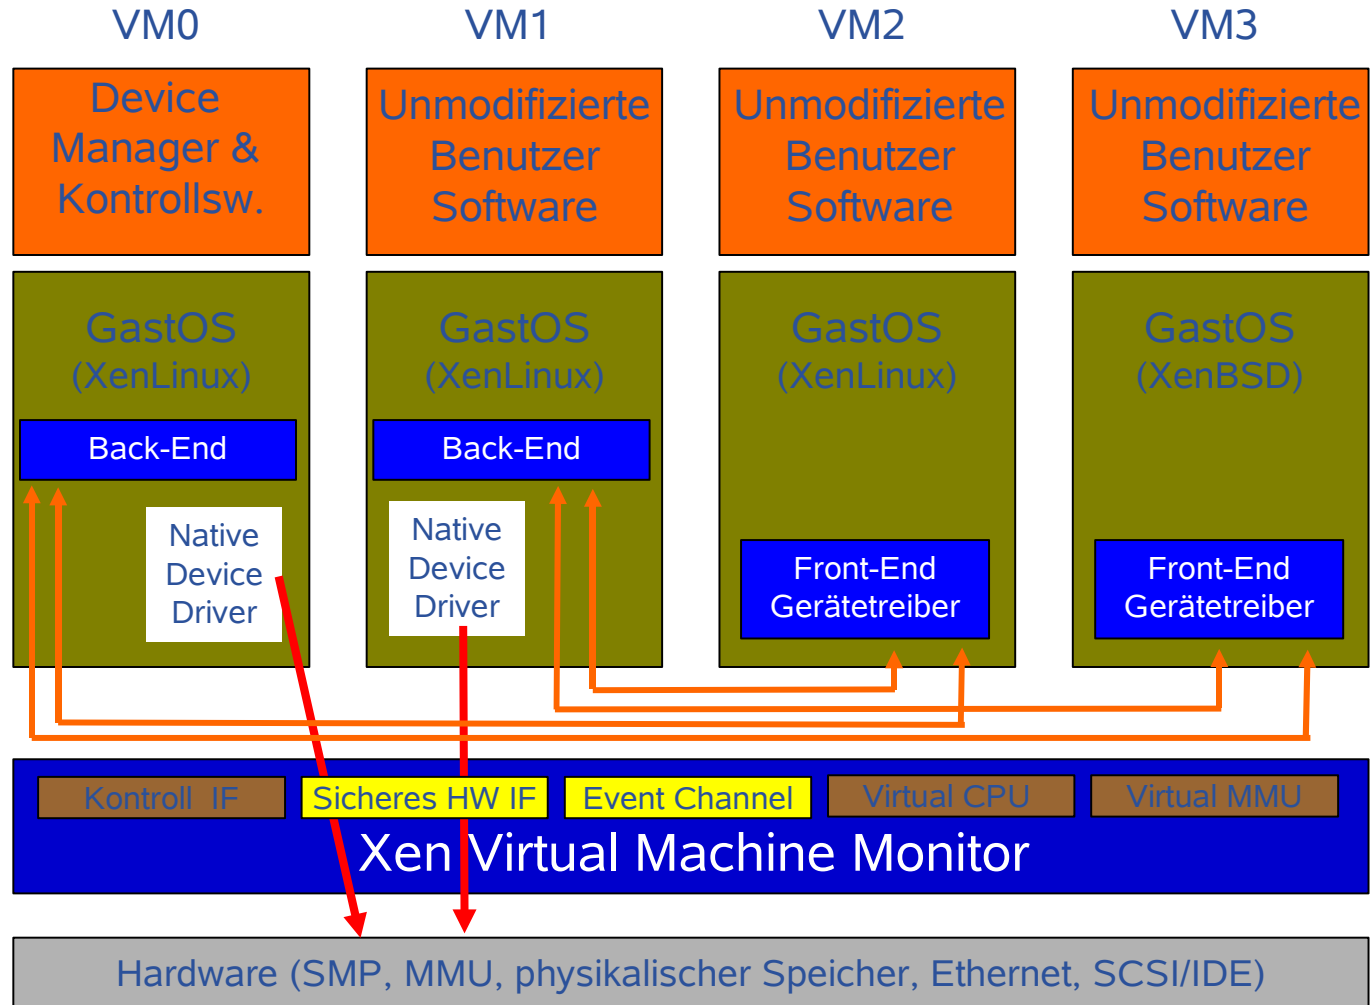 VM0
VM1
VM2
VM3
Device
Manager &
Kontrollsw.
Unmodifizierte
Benutzer
Software
Unmodifizierte
Benutzer
Software
Unmodifizierte
Benutzer
Software
GastOS
(XenLinux)
GastOS
(XenLinux)
GastOS
(XenLinux)
GastOS
(XenBSD)
Back-End
Back-End
Native
Device
Driver
Native
Device
Driver
Front-End
Gerätetreiber
Front-End
Gerätetreiber
Kontroll IF
Sicheres HW IF
Event Channel
Virtual CPU
Virtual MMU
Xen Virtual Machine Monitor
Hardware (SMP, MMU, physikalischer Speicher, Ethernet, SCSI/IDE)